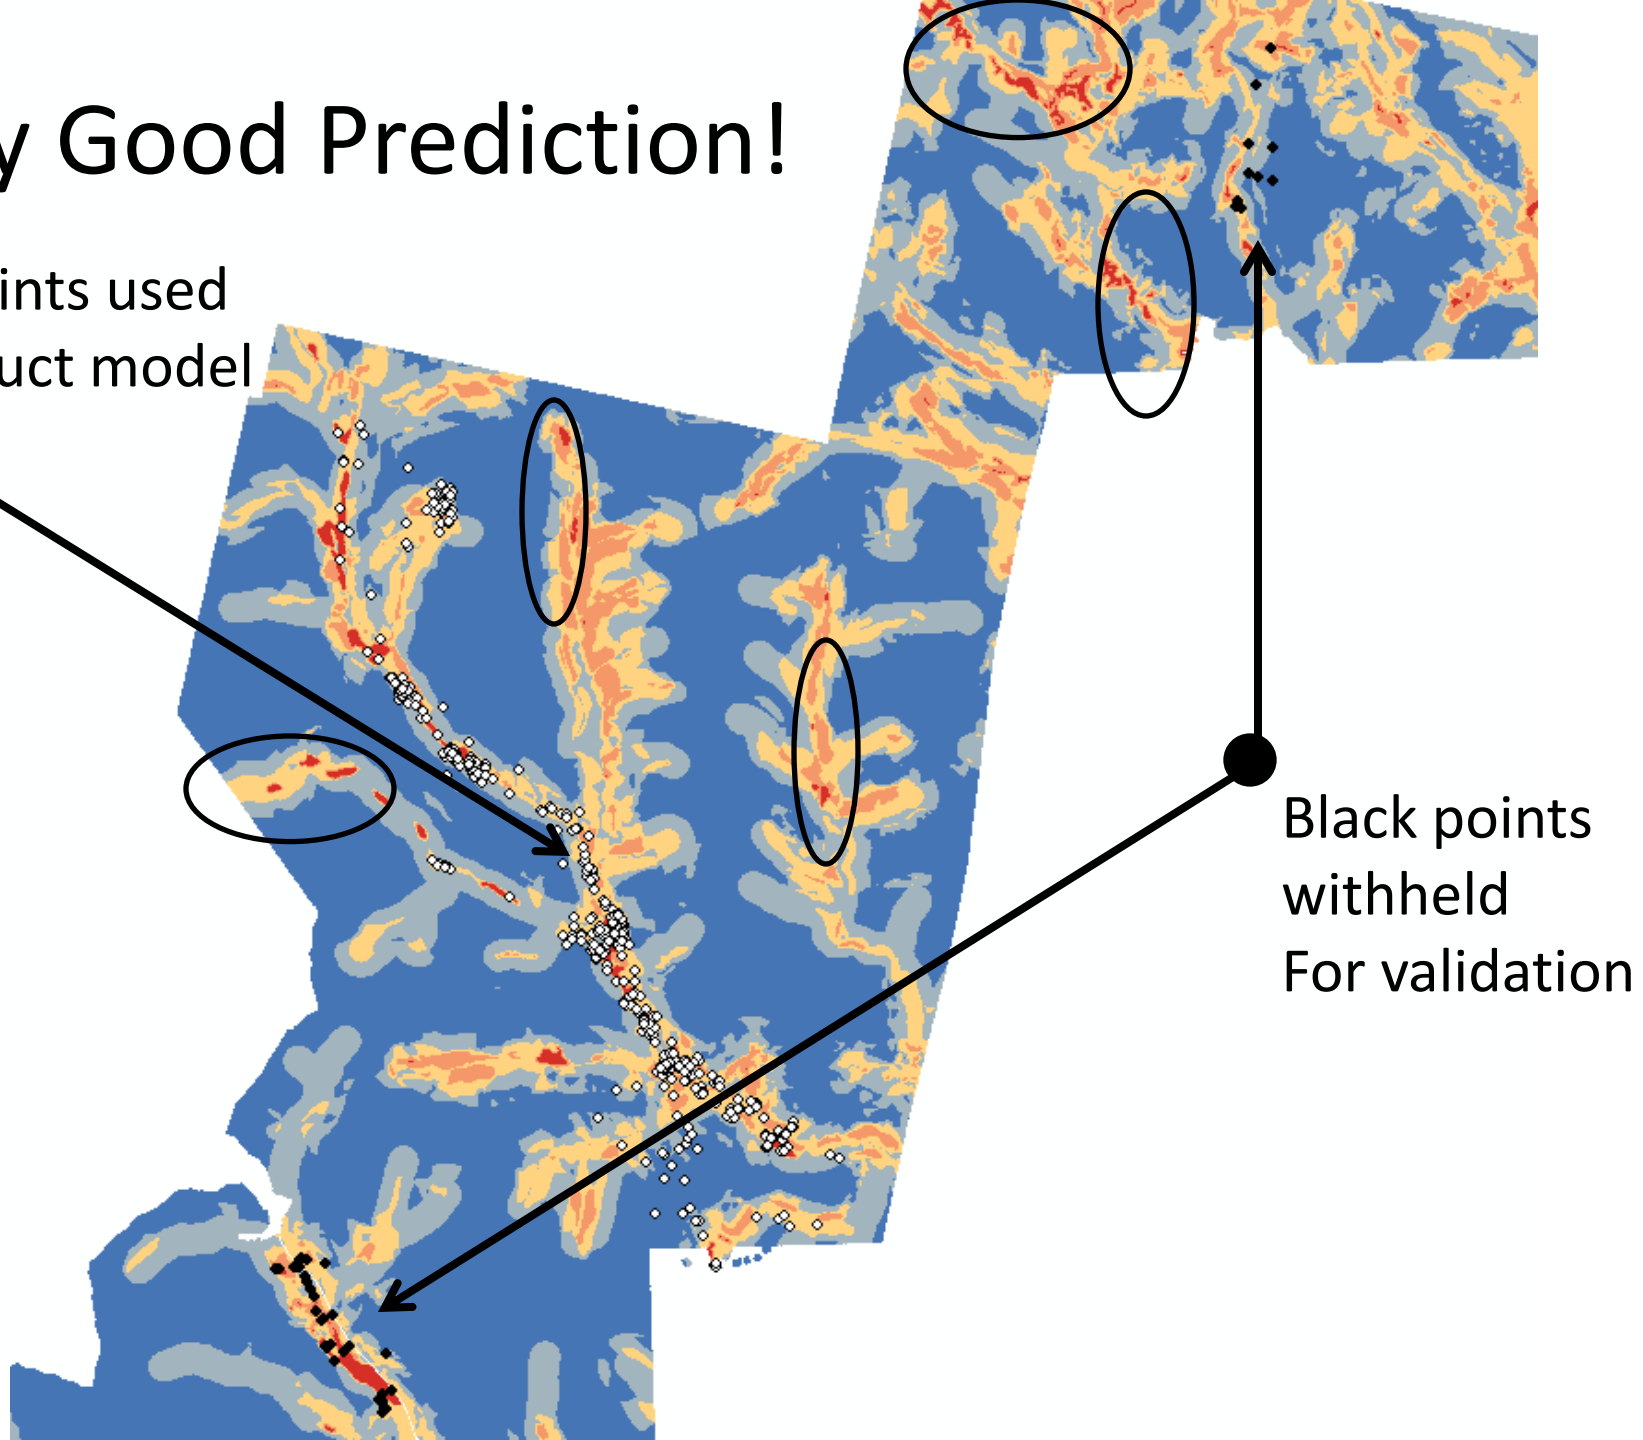 y Good Prediction!
ints used
uct model
Black points
withheld
For validation